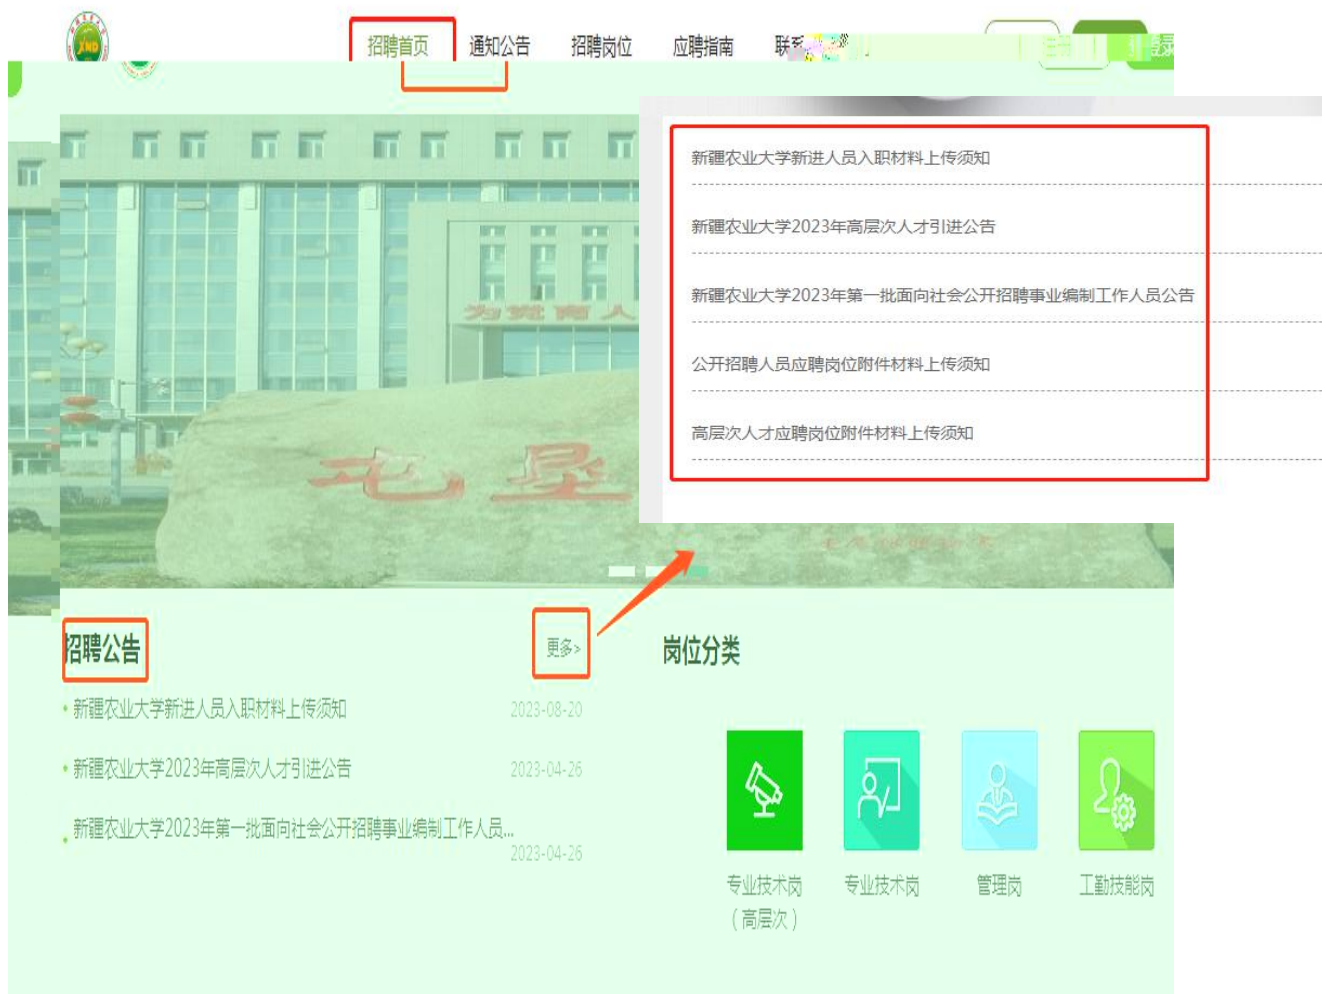 招聘首页 通知公告 招聘岗位 应聘指南 联系
新疆农业大学新进人员入职材料上传须知
新疆农业大学2023年高层次人才引进公告
新疆农业大学2023年第一批面向社会公开招聘事业编制工作人员公告
公开招聘人员应聘岗位附件材料上传须知
高层次人才应聘岗位附件材料上传须知
为党育人
屯垦
招聘公告
更多>
新疆农业大学新进人员入职材料上传须知 2023-08-20
新疆农业大学2023年高层次人才引进公告 2023-04-26
新疆农业大学2023年第一批面向社会公开招聘事业编制工作人员...
2023-04-26
岗位分类
专业技术岗
（高层次）
专业技术岗
管理岗
工勤技能岗